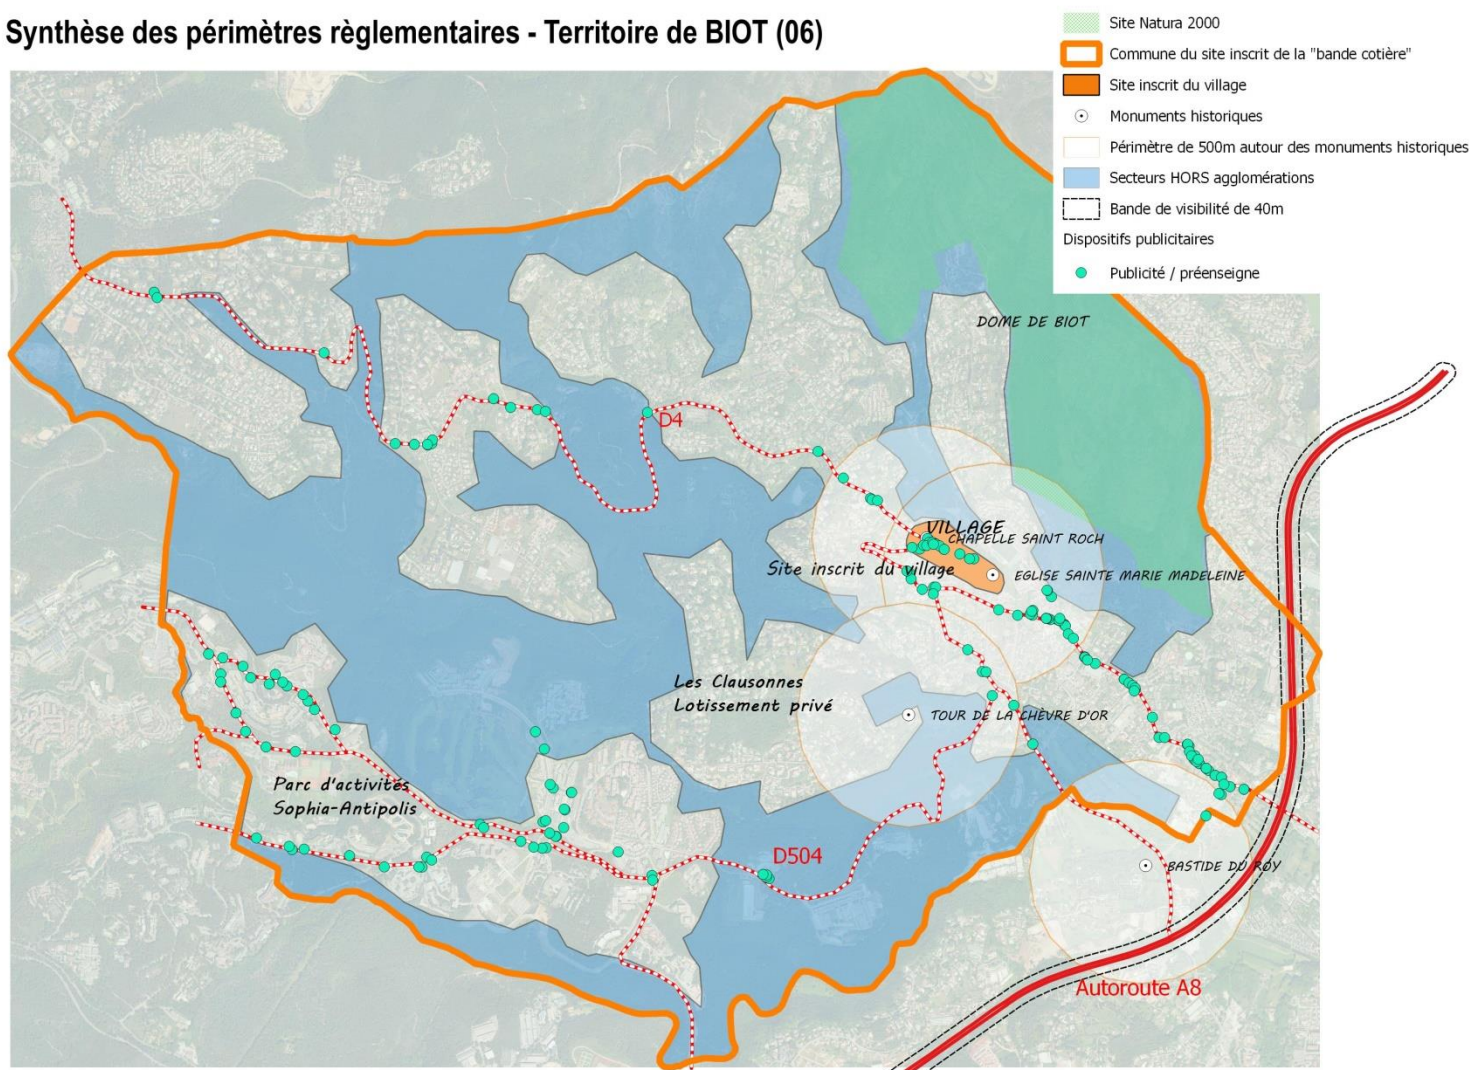 Synthèse des périmètres règlementaires - Territoire de BIOT (06)
Site Natura 2000
Commune du site inscrit de la "bande cotière"
Site inscrit du village
Monuments historiques
Périmètre de 500m autour des monuments historiques
Secteurs HORS agglomérations
Bande de visibilité de 40m
Dispositifs publicitaires
Publicité / préenseigne
DOME DE BIOT
D4
VILLAGE
CHAPELLE SAINT ROCH
Site inscrit du village
EGLISE SAINTE MARIE MADELEINE
Les Clausonnes
Lotissement privé
TOUR DE LA CHÈVRE D'OR
Parc d'activités
Sophia-Antipolis
D504
BASTIDE DU ROY
Autoroute A8